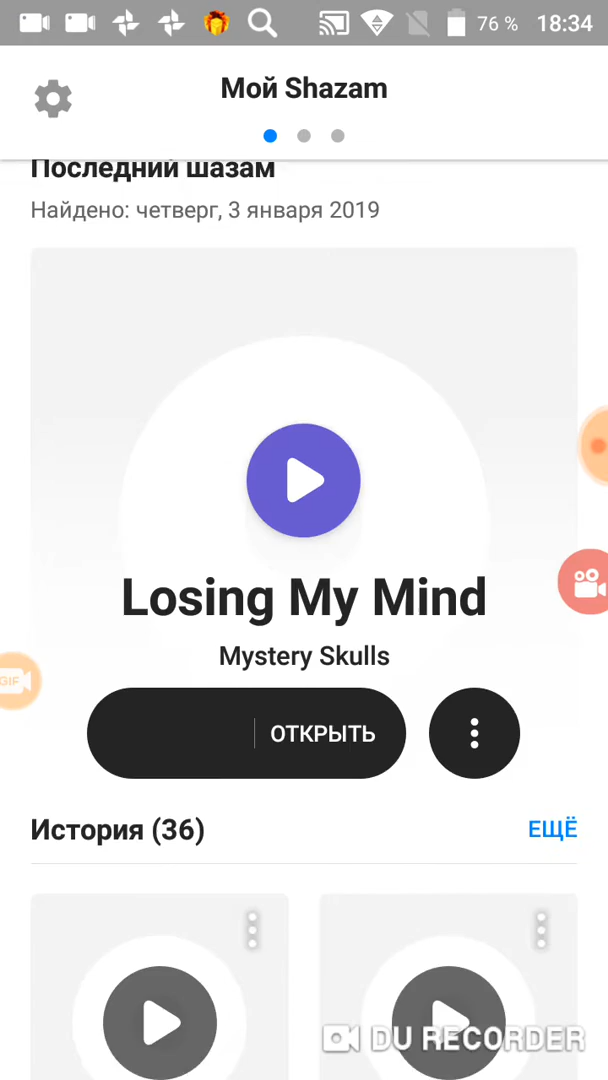 76 % 18:34
Мой Shazam
Последний шазам
Найдено: четверг, 3 января 2019
Losing My Mind
Mystery Skulls
GIF
ОТКРЫТЬ
История (36)
ЕЩЁ
DU RECORDER